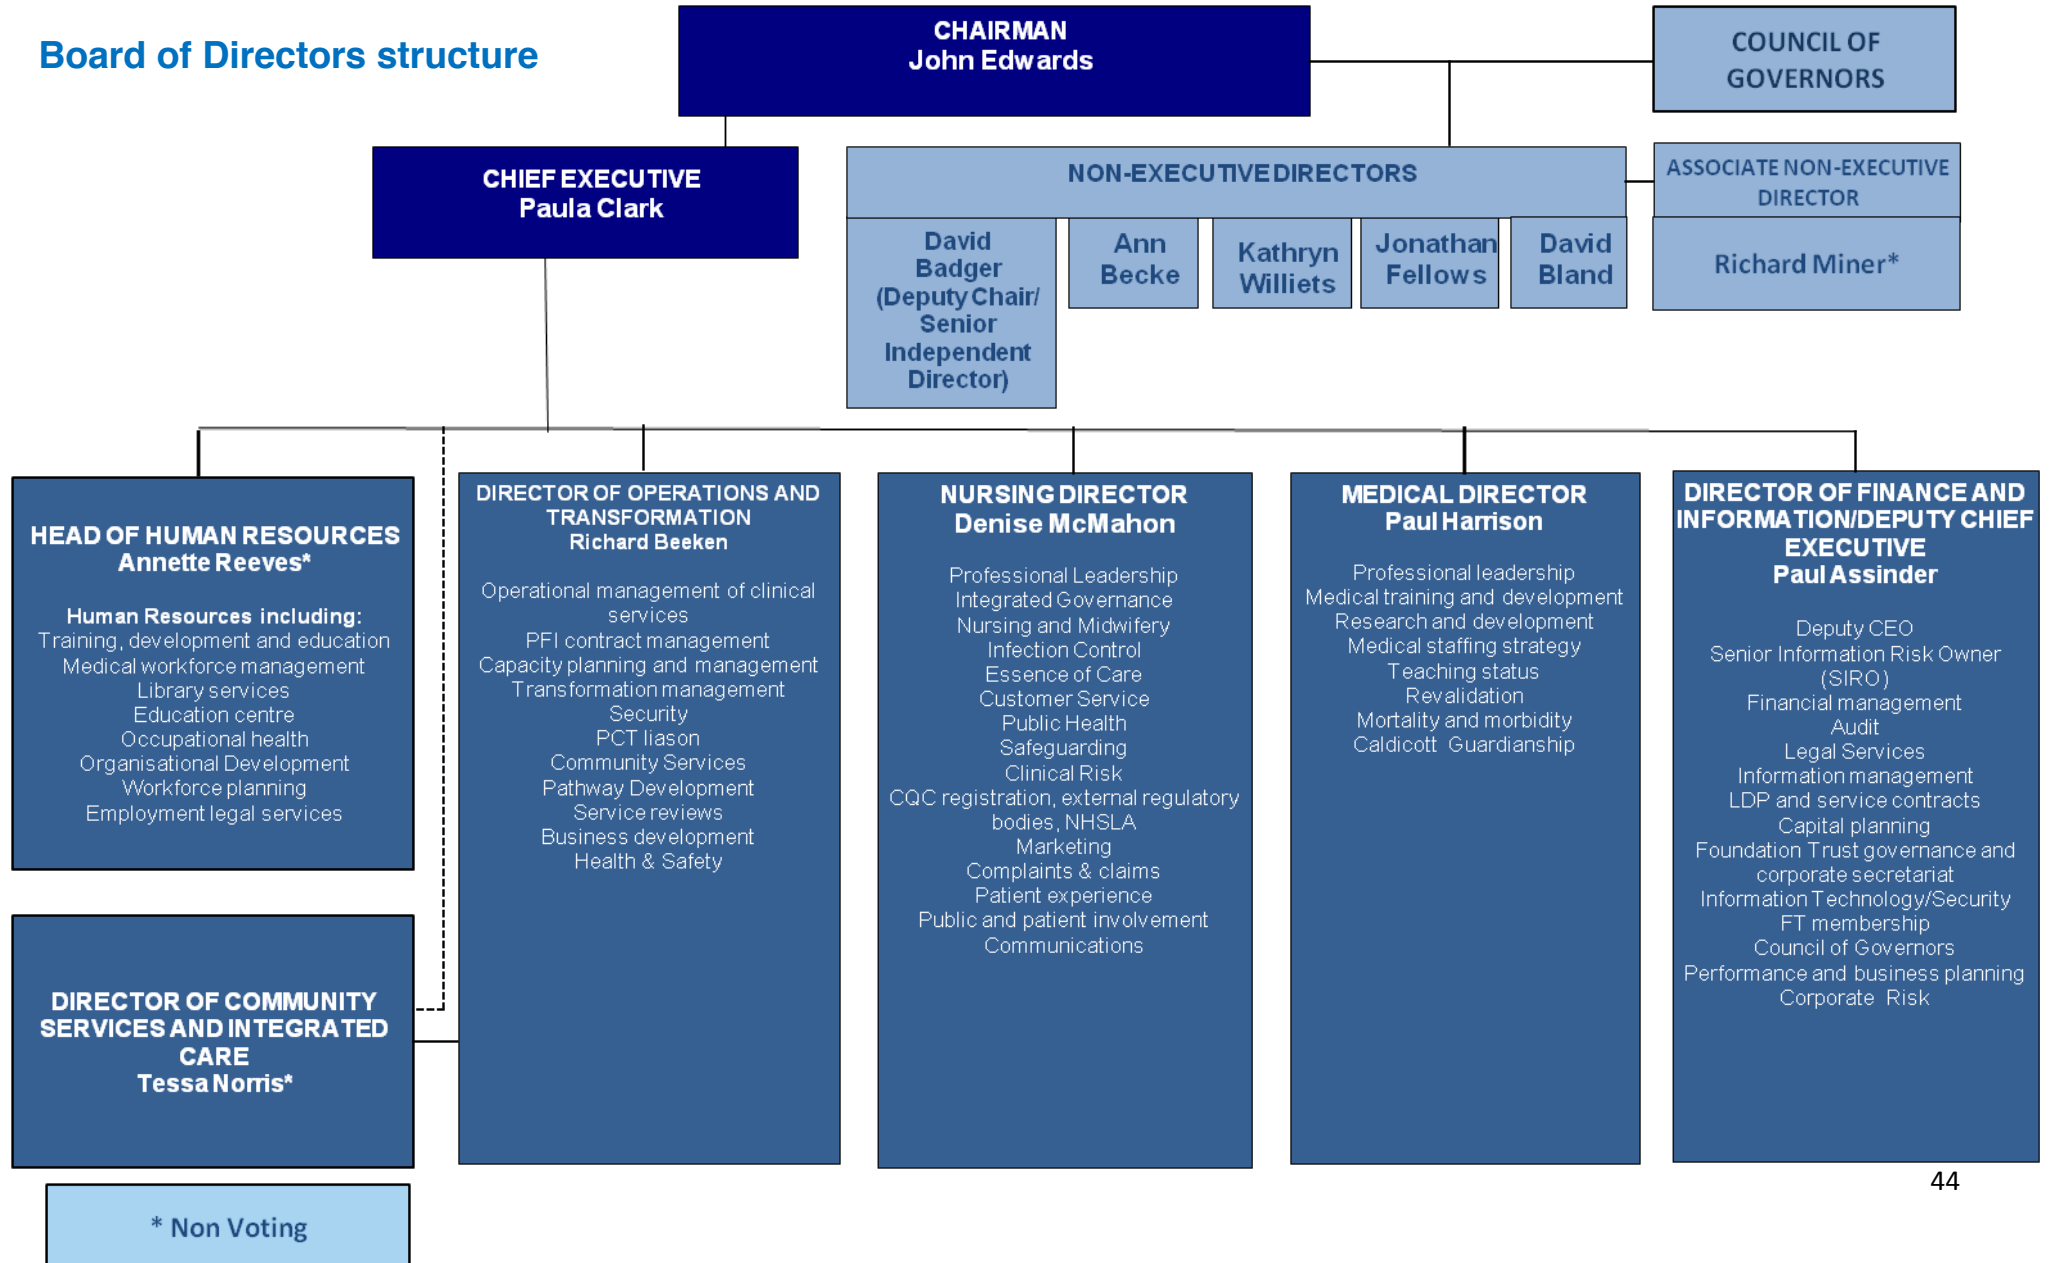 Board of Directors structure
CHAIRMAN
John Edwards
COUNCIL OF
GOVERNORS
CHIEF EXECUTIVE
Paula Clark
NON-EXECUTIVE DIRECTORS
ASSOCIATE NON-EXECUTIVE
DIRECTOR
David
Badger
(Deputy Chair/
Senior
Independent
Director)
Ann
Becke
Kathryn
Williets
Jonathan
Fellows
David
Bland
Richard Miner*
HEAD OF HUMAN RESOURCES
Annette Reeves*
Human Resources including:
Training, development and education
Medical workforce management
Library services
Education centre
Occupational health
Organisational Development
Workforce planning
Employment legal services
DIRECTOR OF COMMUNITY
SERVICES AND INTEGRATED
CARE
Tessa Norris*
DIRECTOR OF OPERATIONS AND
TRANSFORMATION
Richard Beeken
Operational management of clinical
services
PFI contract management
Capacity planning and management
Transformation management
Security
PCT liason
Community Services
Pathway Development
Service reviews
Business development
Health & Safety
NURSING DIRECTOR
Denise McMahon
Professional Leadership
Integrated Governance
Nursing and Midwifery
Infection Control
Essence of Care
Customer Service
Public Health
Safeguarding
Clinical Risk
CQC registration, external regulatory
bodies, NHSLA
Marketing
Complaints & claims
Patient experience
Public and patient involvement
Communications
MEDICAL DIRECTOR
Paul Harrison
Professional leadership
Medical training and development
Research and development
Medical staffing strategy
Teaching status
Revalidation
Mortality and morbidity
Caldicott Guardianship
DIRECTOR OF FINANCE AND
INFORMATION/DEPUTY CHIEF
EXECUTIVE
Paul Assinder
Deputy CEO
Senior Information Risk Owner
(SIRO)
Financial management
Audit
Legal Services
Information management
LDP and service contracts
Capital planning
Foundation Trust governance and
corporate secretariat
Information Technology/Security
FT membership
Council of Governors
Performance and business planning
Corporate Risk
44
* Non Voting